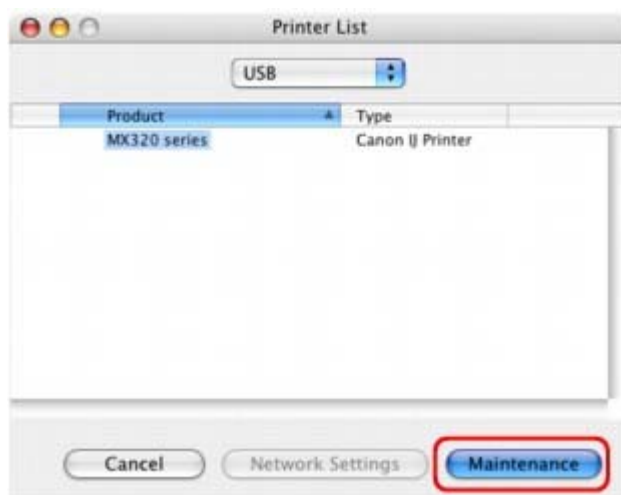 Printer List
USB
Product Type
MX320 series Canon IJ Printer
Cancel Network Settings Maintenance